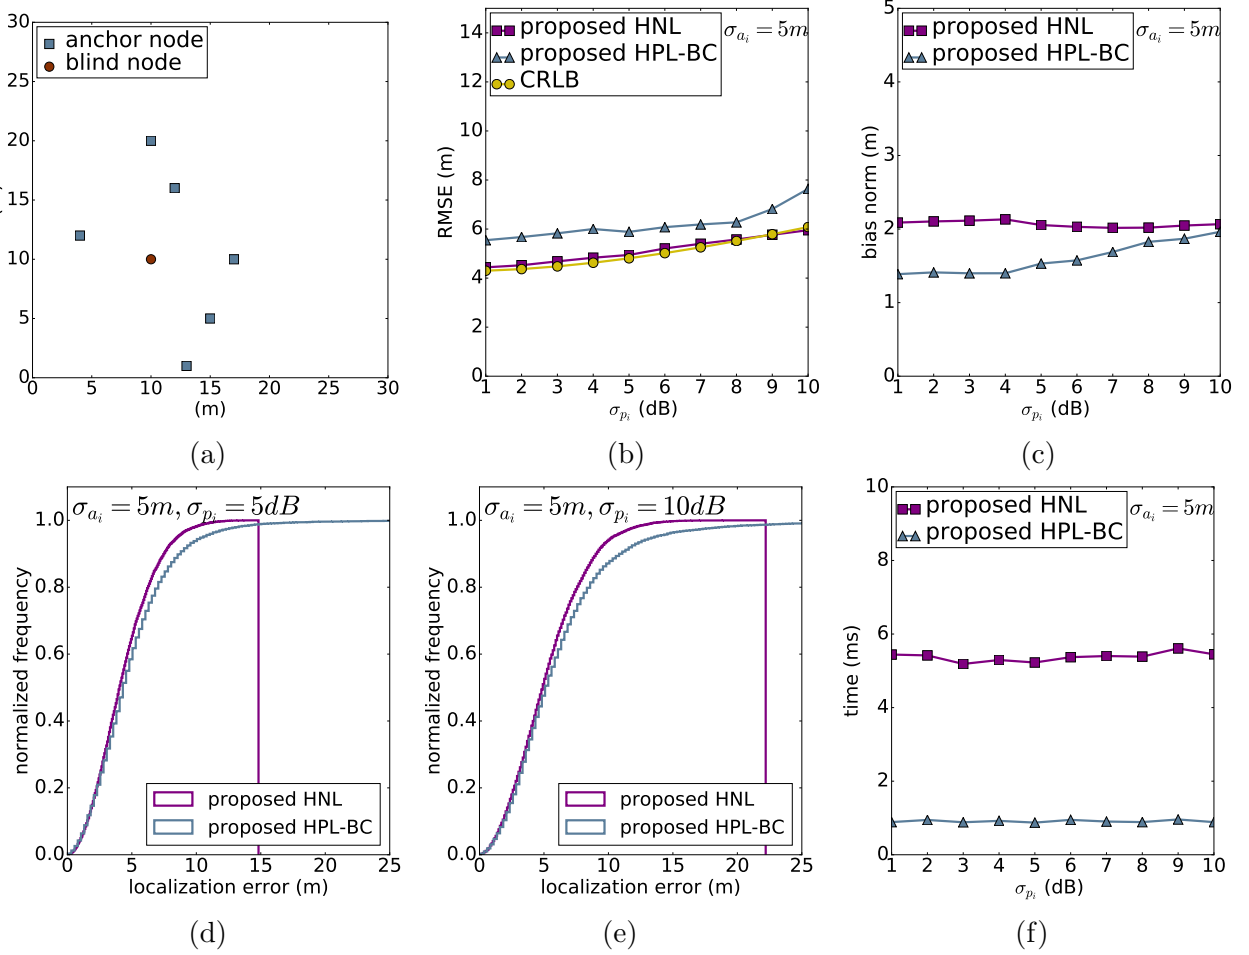 30
25
20
15
10
5
0
anchor node
blind node
0 5 10 15 20 25 30
(m)
(a)
14
12
10
8
6
4
2
0
RMSE (m)
proposed HNL
proposed HPL-BC
CRLB
σ_{a_i} = 5m
1 2 3 4 5 6 7 8 9 10
σ_{p_i} (dB)
(b)
5
4
3
2
1
0
bias norm (m)
proposed HNL
proposed HPL-BC
σ_{a_i} = 5m
1 2 3 4 5 6 7 8 9 10
σ_{p_i} (dB)
(c)
σ_{a_i} = 5m, σ_{p_i} = 5dB
1.0
0.8
0.6
0.4
0.2
0.0
normalized frequency
proposed HNL
proposed HPL-BC
0 5 10 15 20 25
localization error (m)
(d)
σ_{a_i} = 5m, σ_{p_i} = 10dB
1.0
0.8
0.6
0.4
0.2
0.0
normalized frequency
proposed HNL
proposed HPL-BC
0 5 10 15 20 25
localization error (m)
(e)
10
8
6
4
2
0
time (ms)
proposed HNL
proposed HPL-BC
σ_{a_i} = 5m
1 2 3 4 5 6 7 8 9 10
σ_{p_i} (dB)
(f)